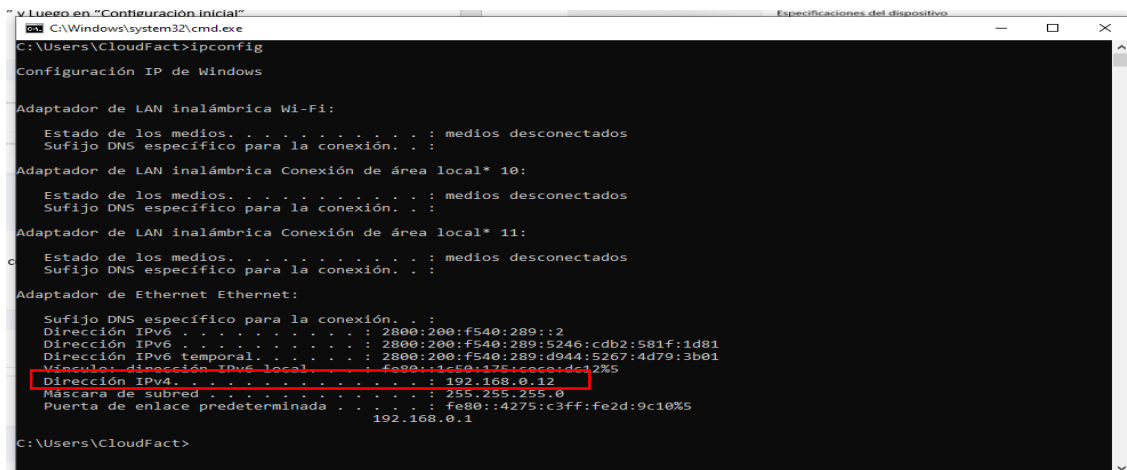 ” y Luego en “Configuración inicial”
Especificaciones del dispositivo
C:\Windows\system32\cmd.exe
C:\Users\CloudFact>ipconfig
Configuración IP de Windows
Adaptador de LAN inalámbrica Wi-Fi:
Estado de los medios. . . . . . . . . . . : medios desconectados
Sufijo DNS específico para la conexión. . :
Adaptador de LAN inalámbrica Conexión de área local* 10:
Estado de los medios. . . . . . . . . . . : medios desconectados
Sufijo DNS específico para la conexión. . :
Adaptador de LAN inalámbrica Conexión de área local* 11:
Estado de los medios. . . . . . . . . . . : medios desconectados
Sufijo DNS específico para la conexión. . :
Adaptador de Ethernet Ethernet:
Sufijo DNS específico para la conexión. . :
Dirección IPv6 . . . . . . . . . . : 2800:200:f540:289::2
Dirección IPv6 . . . . . . . . . . : 2800:200:f540:289:5246:cdb2:581f:1d81
Dirección IPv6 temporal. . . . . . : 2800:200:f540:289:d944:5267:4d79:3b01
Vínculo: dirección IPv6 local. . . :
Dirección IPv4. . . . . . . . . . . . . . : 192.168.0.12
Máscara de subred . . . . . . . . . . . . : 255.255.255.0
Puerta de enlace predeterminada . . . . . : fe80::4275:c3ff:fe2d:9c10%5
192.168.0.1
C:\Users\CloudFact>